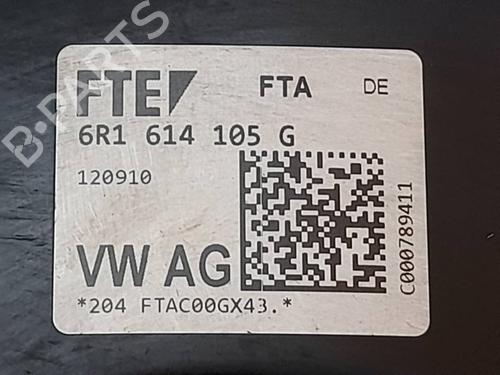 FTE FTA DE
6R1 614 105 G
120910
VW AG
*204 FTAC00GX43.*
C000789411
B-PARTS